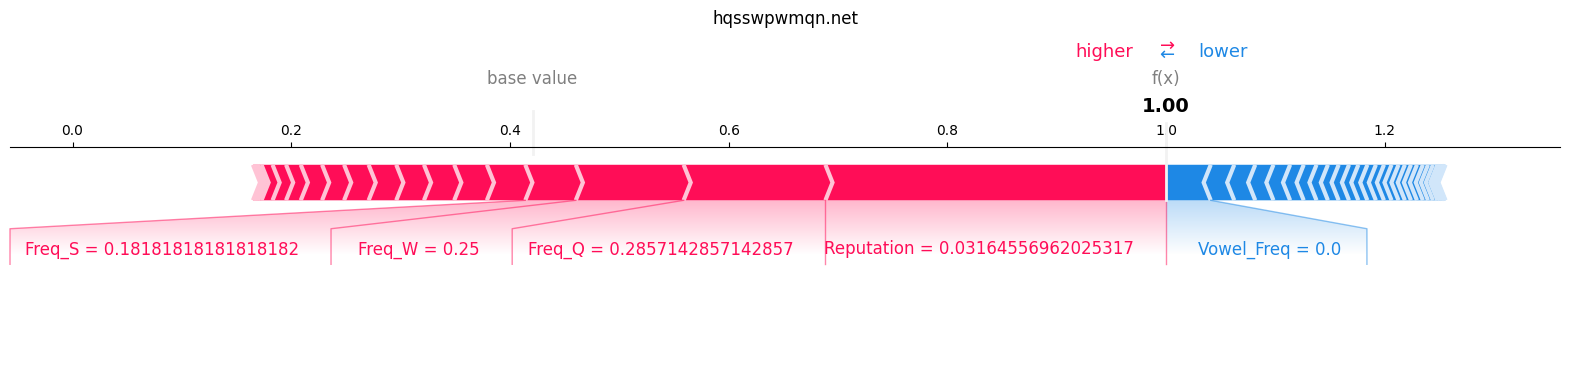 hqsswpwmqn.net
higher ⇄ lower
base value f(x)
1.00
0.0 0.2 0.4 0.6 0.8 1.0 1.2
Freq_S = 0.18181818181818182 Freq_W = 0.25 Freq_Q = 0.2857142857142857 Reputation = 0.03164556962025317 Vowel_Freq = 0.0